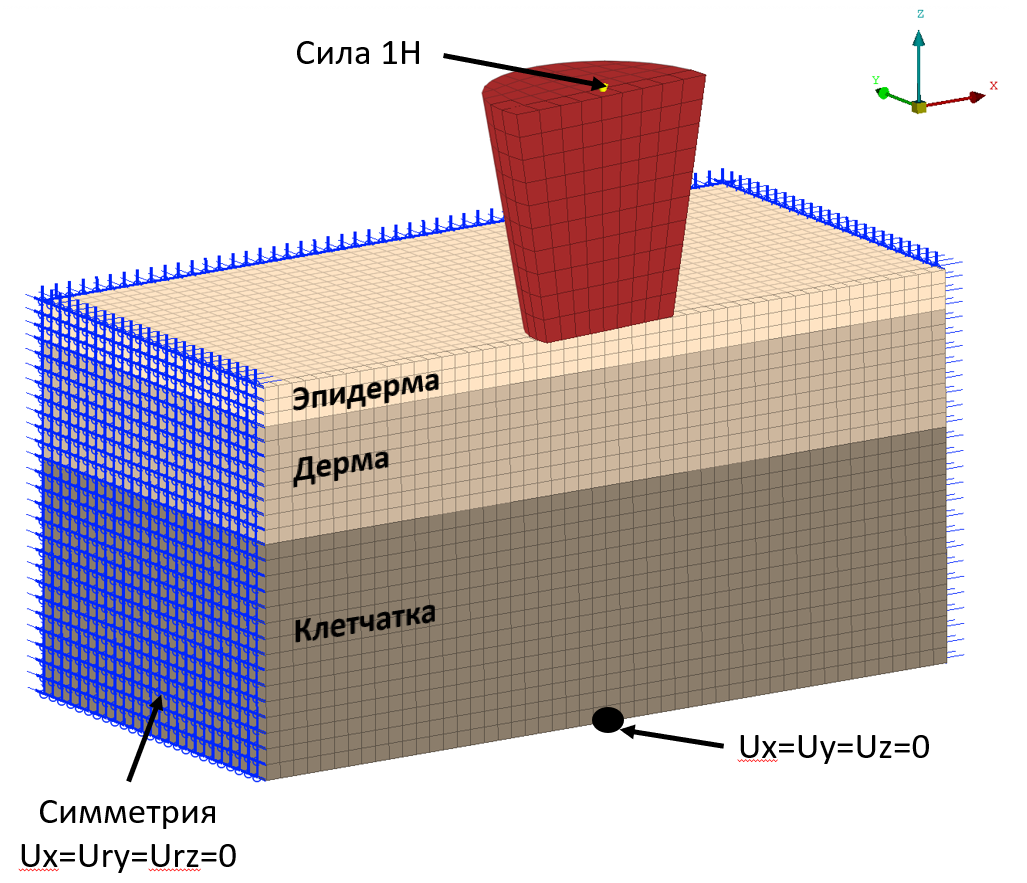 Сила 1Н
Z
Y
X
Эпидерма
Дерма
Клетчатка
Ux=Uy=Uz=0
Симметрия
Ux=Ury=Urz=0